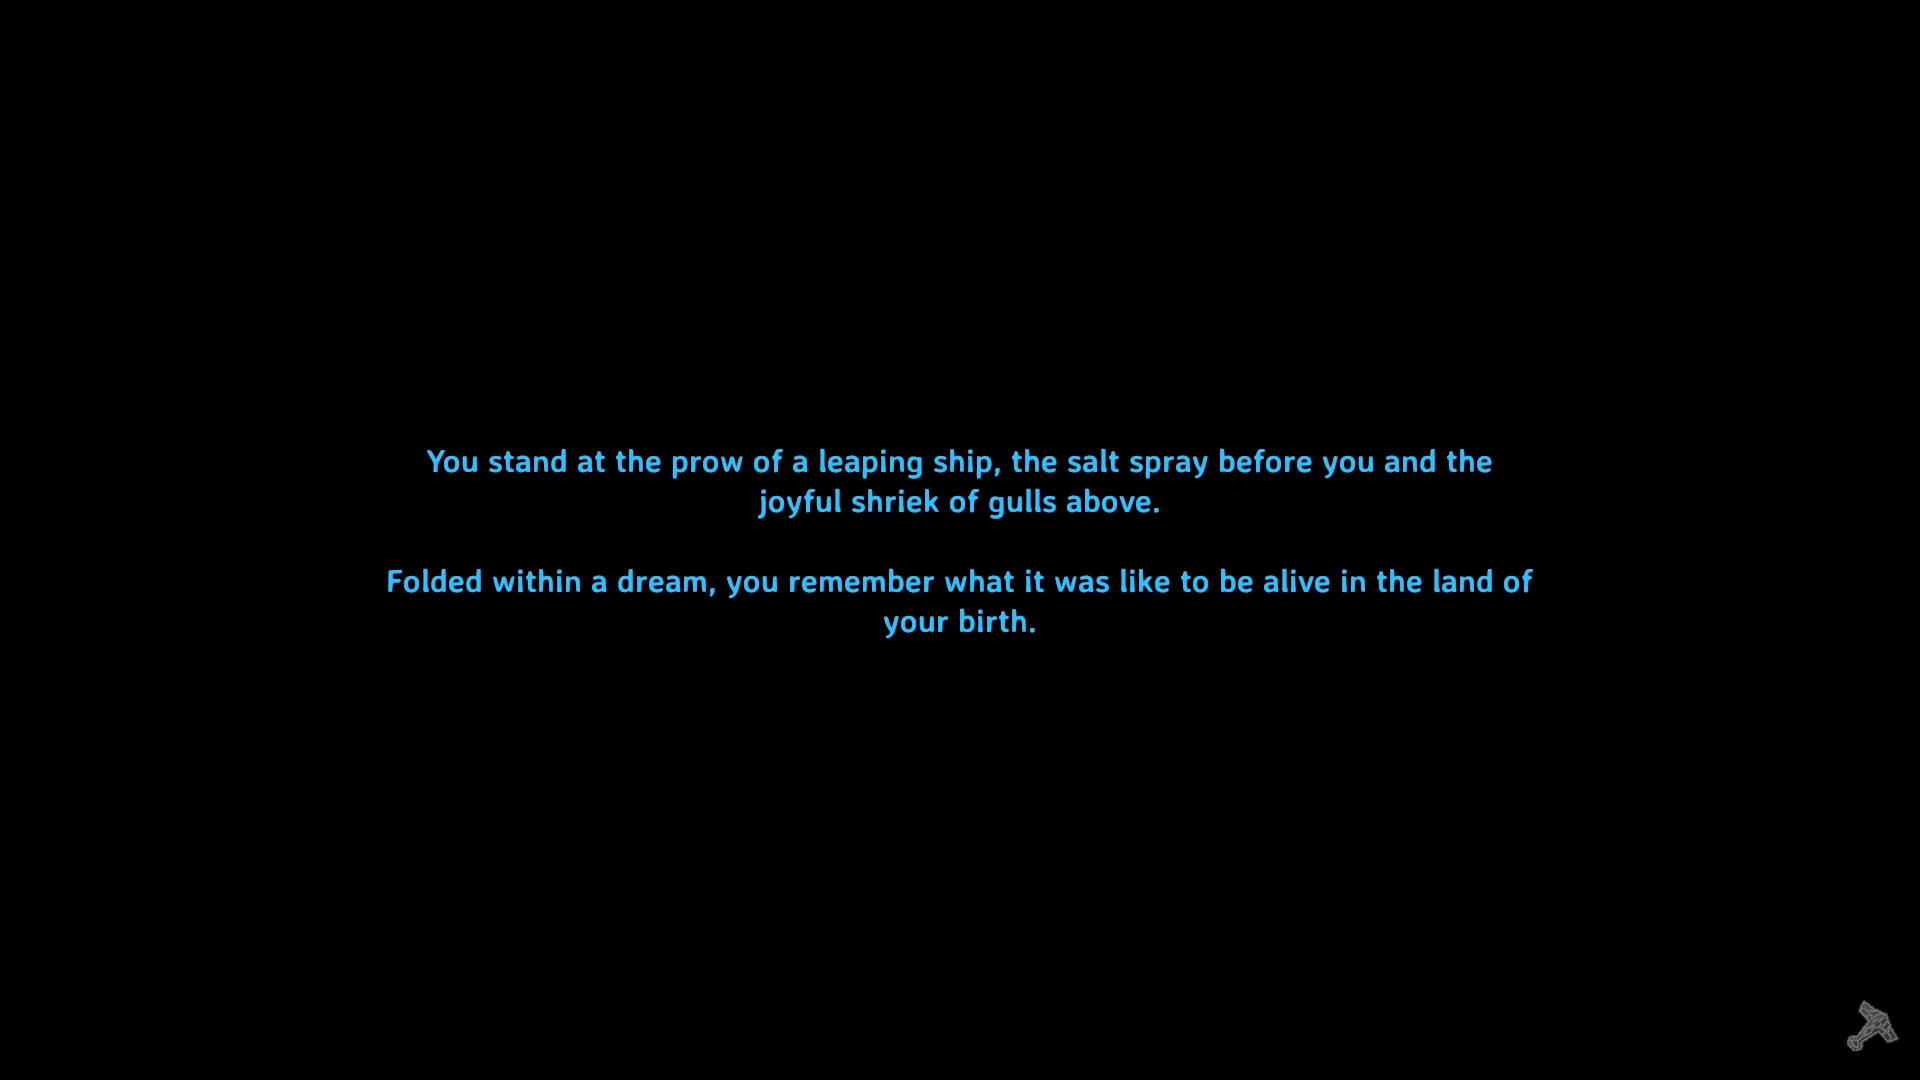 You stand at the prow of a leaping ship, the salt spray before you and the
joyful shriek of gulls above.
Folded within a dream, you remember what it was like to be alive in the land of
your birth.